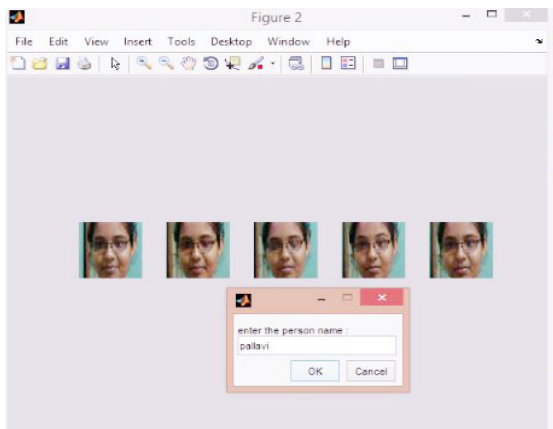 Figure 2
File Edit View Insert Tools Desktop Window Help
enter the person name :
pallavi
OK Cancel